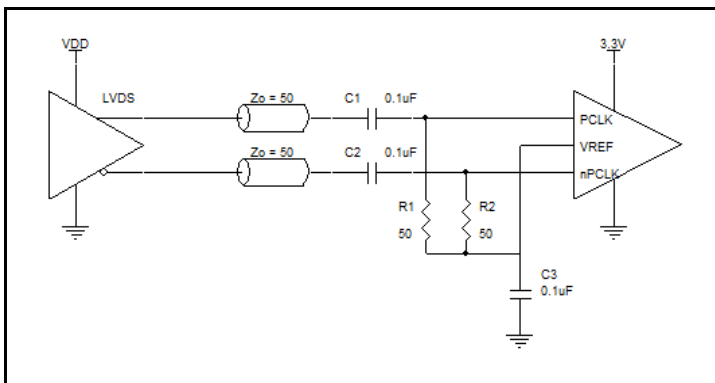 VDD
3.3V
LVDS
Zo = 50
C1
0.1uF
PCLK
VREF
Zo = 50
C2
0.1uF
nPCLK
R1
50
R2
50
C3
0.1uF